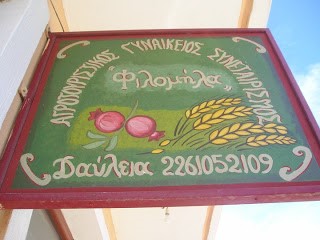 ΑΓΡΟΤΟΥΡΙΣΤΙΚΟΣ ΓΥΝΑΙΚΕΙΟΣ ΣΥΝΕΤΑΙΡΙΣΜΟΣ
"Φιλομήλα"
Δαύλεια 2261052109